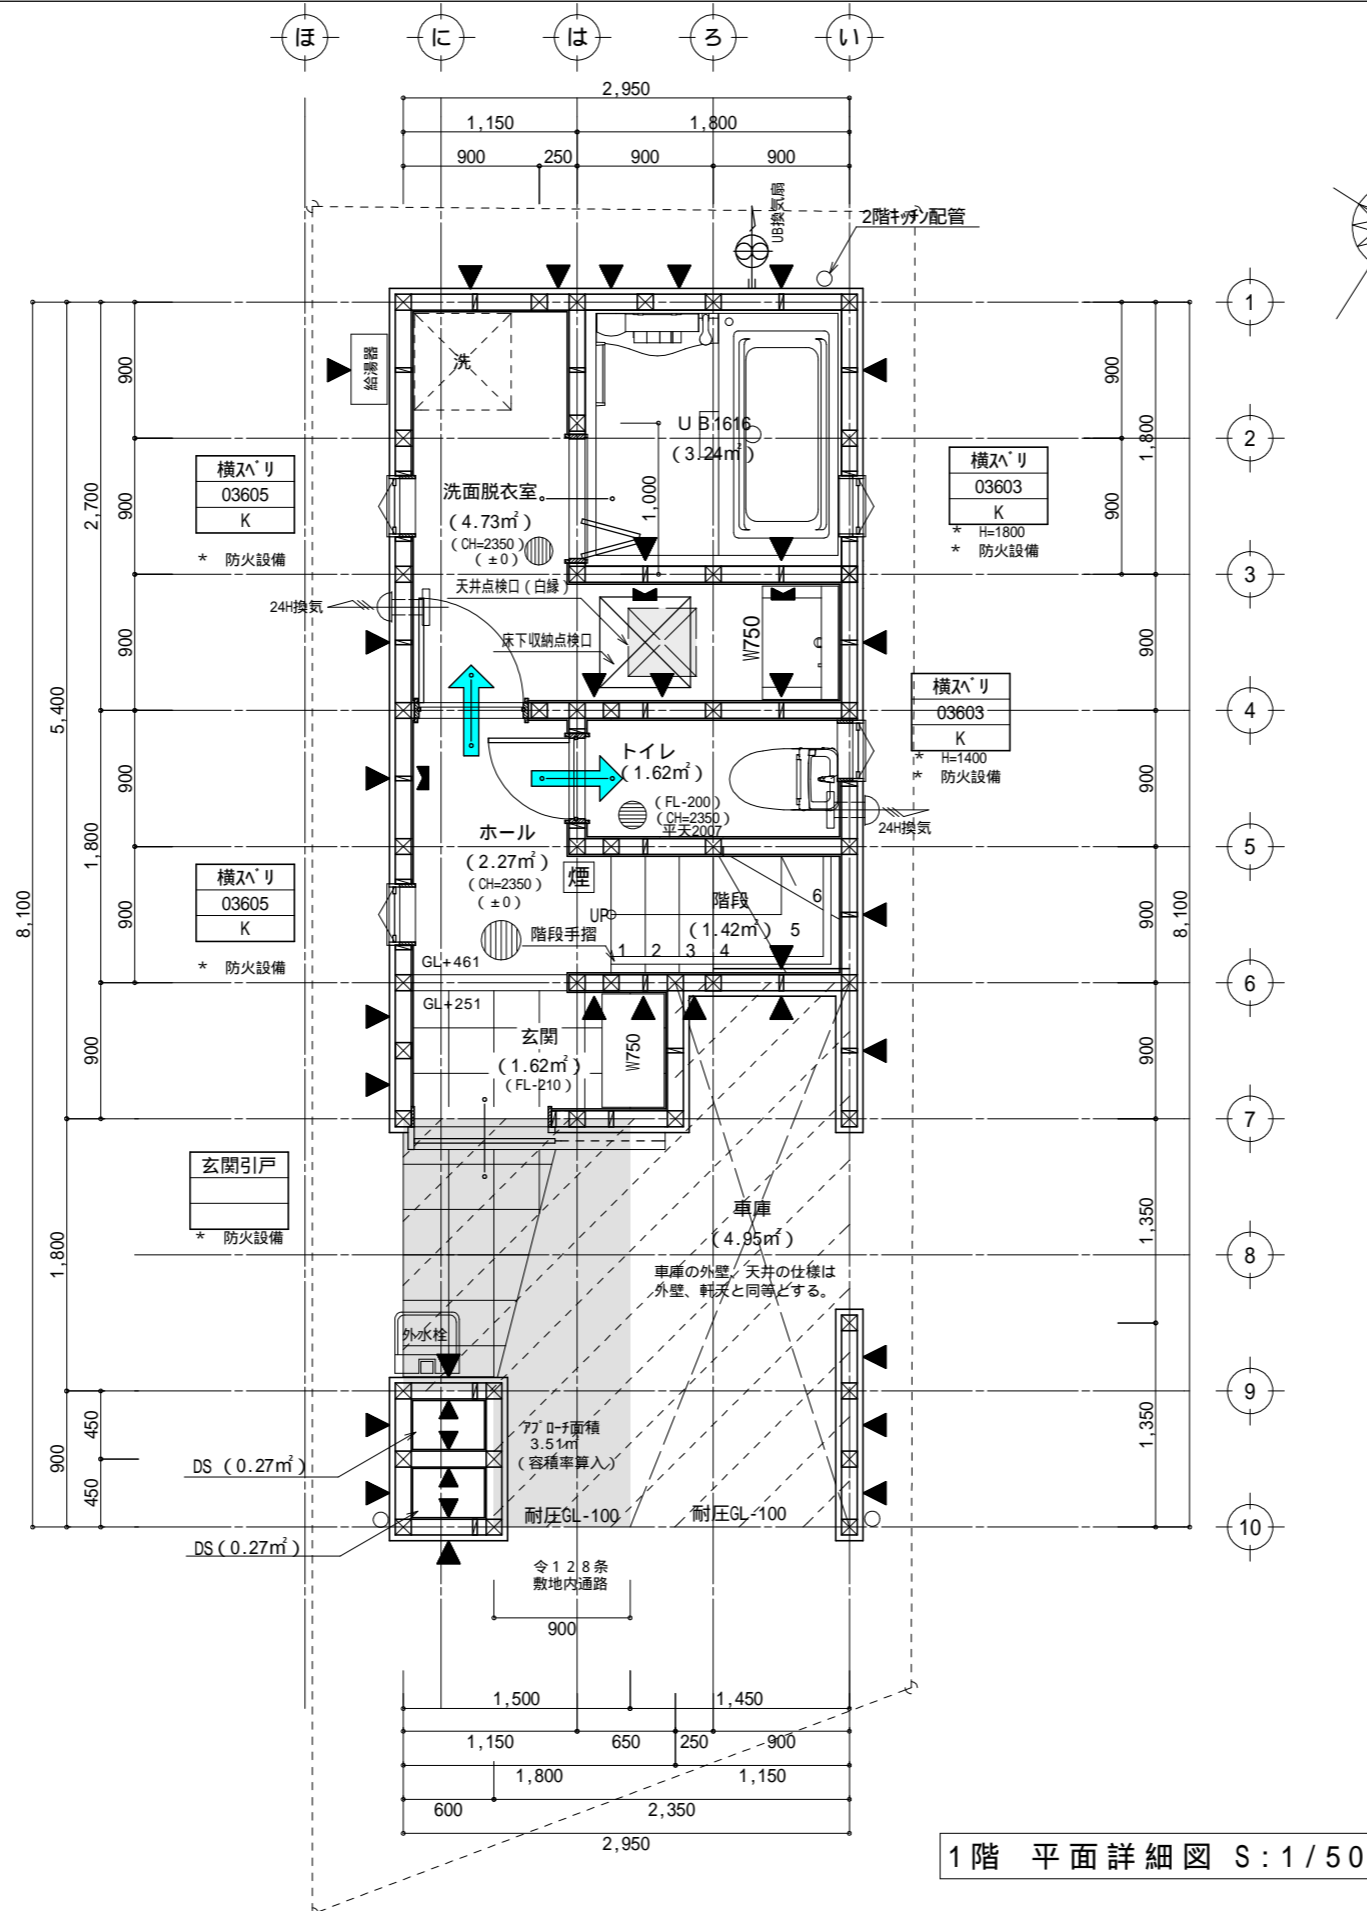 ほ に は ろ い
2,950
1,150 1,800
900 250 900 900
UB換気扇
2階ｷｯﾁﾝ配管
1
給湯器
洗
900
900
ＵＢ1616
(3.24㎡)
2
1,800
横ｽﾍﾞﾘ
03605
K
* 防火設備
横ｽﾍﾞﾘ
03603
K
* H=1800
* 防火設備
2,700
900
900
洗面脱衣室
(4.73㎡)
(CH=2350)
(±0)
1,000
3
天井点検口(白縁)
24H換気
床下収納点検口
W750
900
900
4
5,400
横ｽﾍﾞﾘ
03603
K
* H=1400
* 防火設備
トイレ
(1.62㎡)
(FL-200)
(CH=2350)
平天2007
24H換気
900
900
ホール
(2.27㎡)
(CH=2350)
(±0)
煙
5
1,800
横ｽﾍﾞﾘ
03605
K
* 防火設備
8,100
900
900
8,100
UP
階段
(1.42㎡)
階段手摺
1 2 3 4 5 6
GL+461
GL+251
6
玄関
(1.62㎡)
(FL-210)
W750
900
900
7
玄関引戸
* 防火設備
車庫
(4.95㎡)
車庫の外壁、天井の仕様は
外壁、軒天と同等とする。
1,800
1,350
8
外水栓
9
450
900
450
1,350
ｱﾌﾟﾛｰﾁ面積
3.51㎡
(容積率算入)
DS (0.27㎡)
DS(0.27㎡)
耐圧GL-100
耐圧GL-100
10
令１２８条
敷地内通路
900
1,500 1,450
1,150 650 250 900
1,800 1,150
600 2,350
2,950
1階 平面詳細図 S:1/50